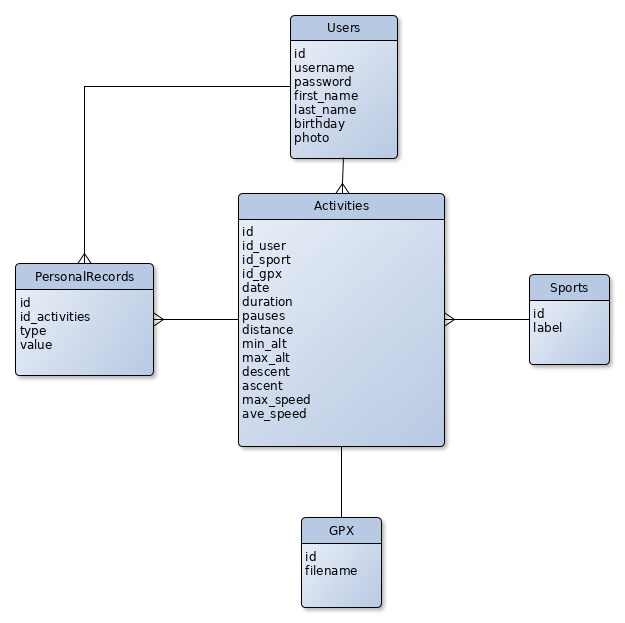 Users
id
username
password
first_name
last_name
birthday
photo
Activities
id
id_user
id_sport
id_gpx
date
duration
pauses
distance
min_alt
max_alt
descent
ascent
max_speed
ave_speed
PersonalRecords
id
id_activities
type
value
Sports
id
label
GPX
id
filename